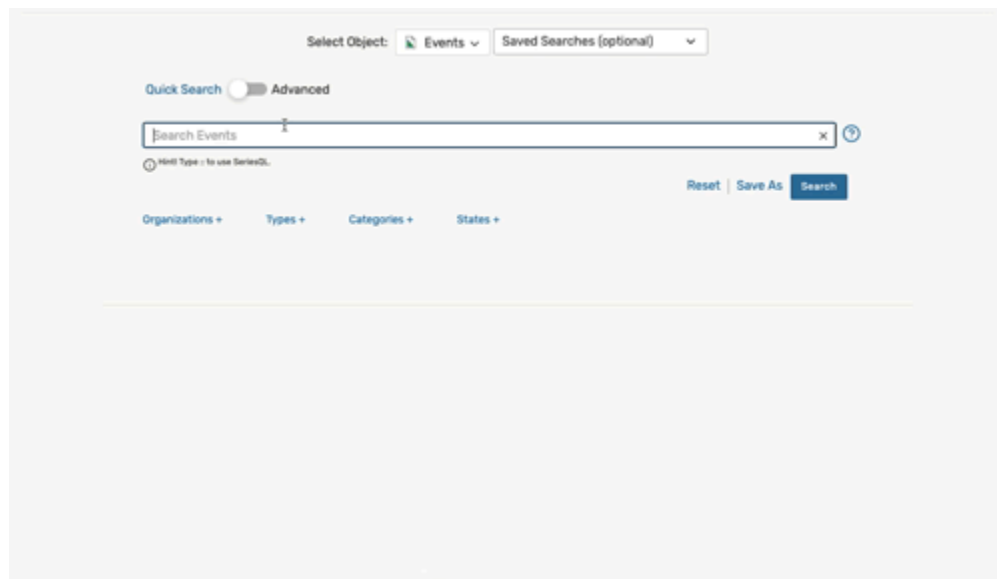 Select Object: Events Saved Searches (optional)
Quick Search Advanced
Search Events
Hint! Type :: to use SeriesQL.
Reset | Save As Search
Organizations + Types + Categories + States +